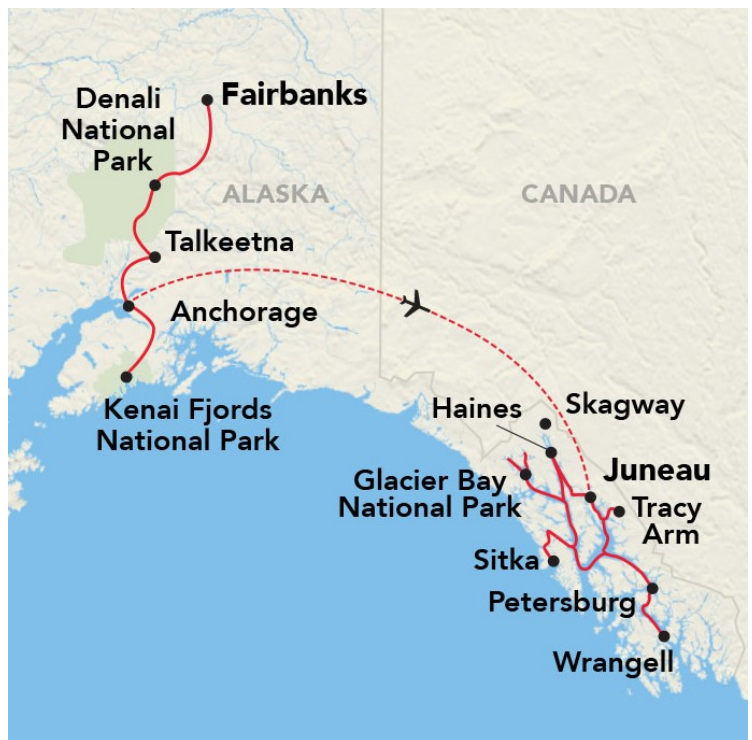 Fairbanks
Denali
National
Park
ALASKA
CANADA
Talkeetna
Anchorage
Kenai Fjords
National Park
Haines
Skagway
Juneau
Glacier Bay
National Park
Tracy
Arm
Sitka
Petersburg
Wrangell